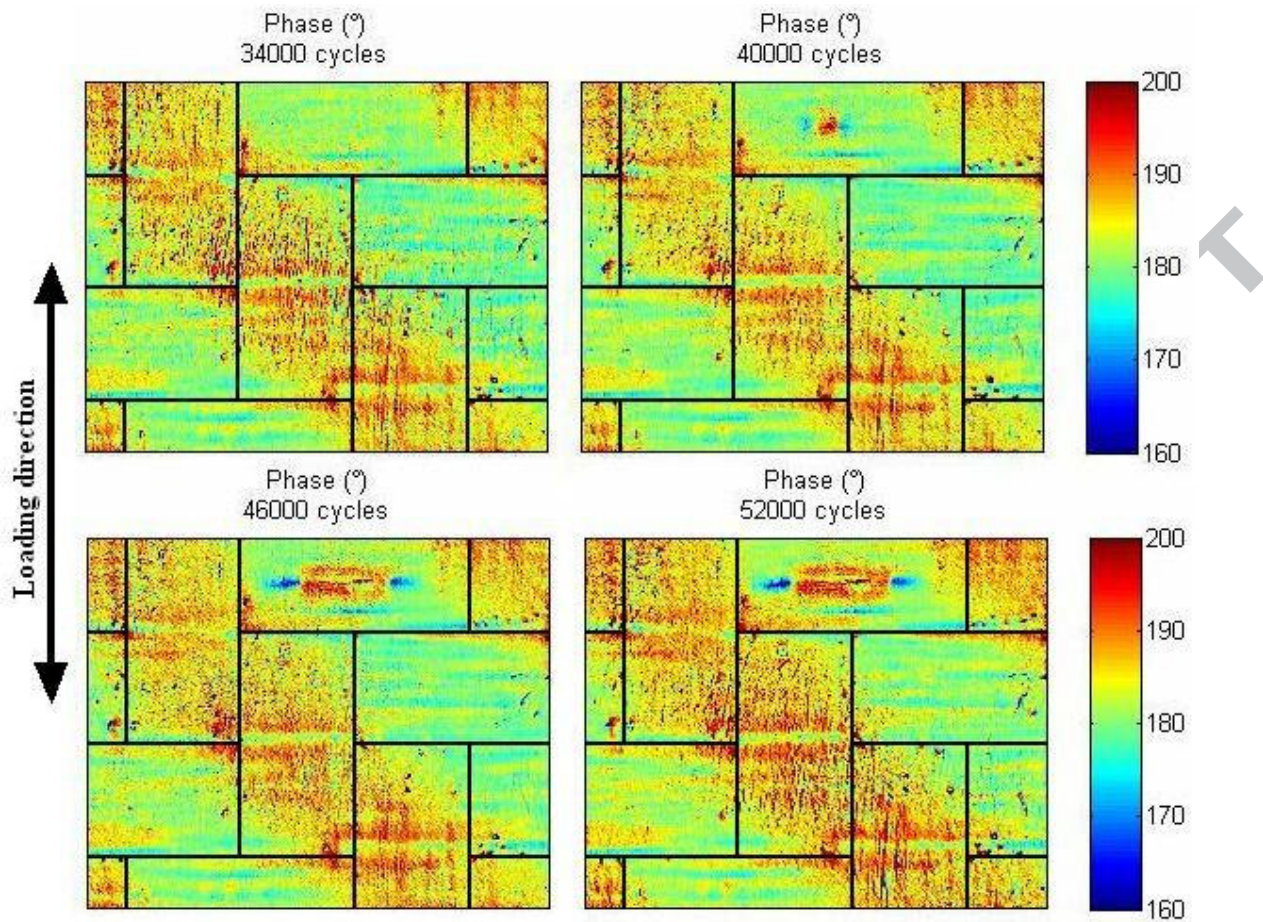 Phase (°)
34000 cycles
Phase (°)
40000 cycles
200
190
180
170
160
Loading direction
Phase (°)
46000 cycles
Phase (°)
52000 cycles
200
190
180
170
160
T